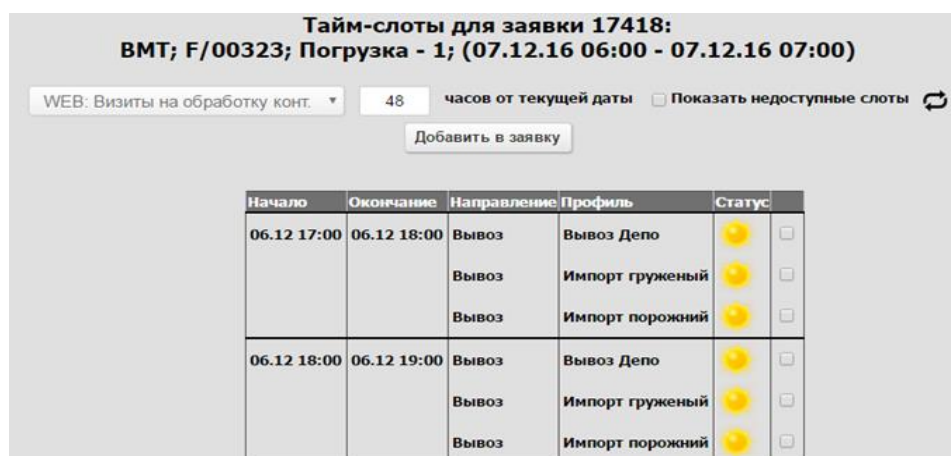 Тайм-слоты для заявки 17418:
ВМТ; F/00323; Погрузка - 1; (07.12.16 06:00 - 07.12.16 07:00)
WEB: Визиты на обработку конт. 48 часов от текущей даты Показать недоступные слоты
Добавить в заявку
Начало Окончание Направление Профиль Статус
06.12 17:00 06.12 18:00 Вывоз Вывоз Депо
Вывоз Импорт груженый
Вывоз Импорт порожний
06.12 18:00 06.12 19:00 Вывоз Вывоз Депо
Вывоз Импорт груженый
Вывоз Импорт порожний